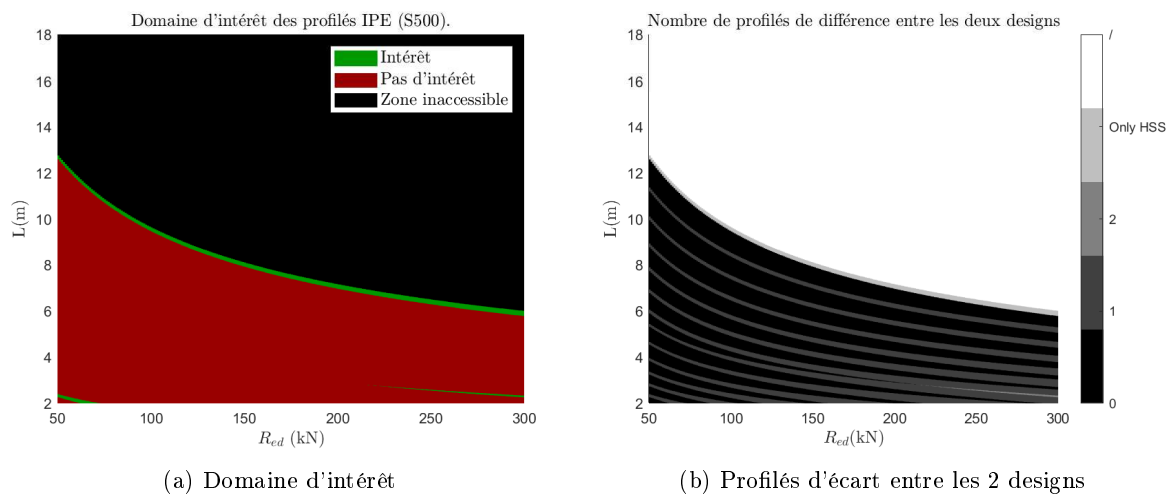 Domaine d'intérêt des profilés IPE (S500).
18
16
14
12
10
8
6
4
2
L(m)
Intérêt
Pas d'intérêt
Zone inaccessible
50
100
150
200
250
300
R_ed (kN)
(a) Domaine d'intérêt
Nombre de profilés de différence entre les deux designs
18
16
14
12
10
8
6
4
2
L(m)
50
100
150
200
250
300
R_ed(kN)
/
Only HSS
2
1
0
(b) Profilés d'écart entre les 2 designs